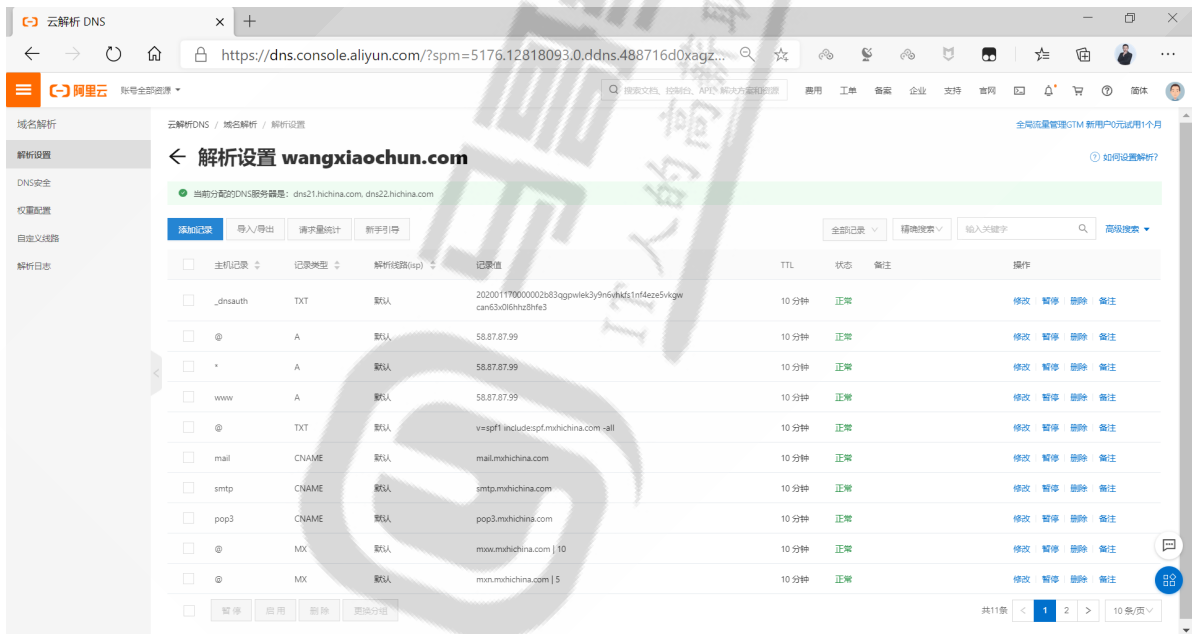 云解析 DNS
https://dns.console.aliyun.com/?spm=5176.12818093.0.ddns.488716d0xagz...
阿里云 账号全部资源 搜索文档、控制台、API、解决方案和资源 费用 工单 备案 企业 支持 官网 简体
域名解析
解析设置
DNS安全
权重配置
自定义线路
解析日志
云解析DNS / 域名解析 / 解析设置 全局流量管理GTM 新用户0元试用1个月
解析设置 wangxiaochun.com 如何设置解析?
当前分配的DNS服务器是: dns21.hichina.com, dns22.hichina.com
添加记录 导入/导出 请求量统计 新手引导 全部记录 精确搜索 输入关键字 高级搜索
主机记录 记录类型 解析线路(isp) 记录值 TTL 状态 备注 操作
_dnsauth TXT 默认 202001170000002b83qgpwlek3y9n6vhkfs1nf4eze5vkgw
can63x0l6hhz8hfe3 10 分钟 正常 修改 暂停 删除 备注
@ A 默认 58.87.87.99 10 分钟 正常 修改 暂停 删除 备注
* A 默认 58.87.87.99 10 分钟 正常 修改 暂停 删除 备注
www A 默认 58.87.87.99 10 分钟 正常 修改 暂停 删除 备注
@ TXT 默认 v=spf1 include:spf.mxhichina.com -all 10 分钟 正常 修改 暂停 删除 备注
mail CNAME 默认 mail.mxhichina.com 10 分钟 正常 修改 暂停 删除 备注
smtp CNAME 默认 smtp.mxhichina.com 10 分钟 正常 修改 暂停 删除 备注
pop3 CNAME 默认 pop3.mxhichina.com 10 分钟 正常 修改 暂停 删除 备注
@ MX 默认 mxw.mxhichina.com | 10 10 分钟 正常 修改 暂停 删除 备注
@ MX 默认 mxn.mxhichina.com | 5 10 分钟 正常 修改 暂停 删除 备注
暂停 启用 删除 更换分组 共11条 < 1 2 > 10 条/页